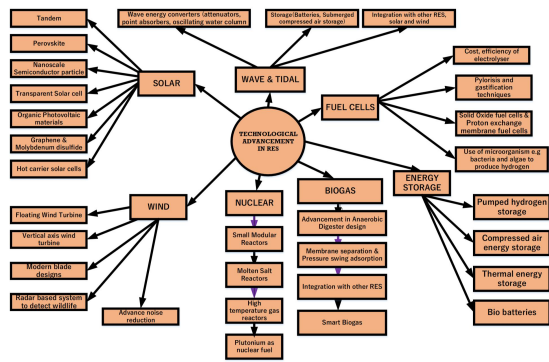 Tandem
Perovskite
Nanoscale
Semiconductor particle
Transparent Solar cell
Organic Photovoltaic
materials
Graphene &
Molybdenum disulfide
Hot carrier solar cells
SOLAR
Wave energy converters (attenuators,
point absorbers, oscillating water column
Storage(Batteries, Submerged
compressed air storage)
Integration with other RES,
solar and wind
WAVE & TIDAL
TECHNOLOGICAL
ADVANCEMENT
IN RES
FUEL CELLS
Cost, efficiency of
electrolyser
Pylorisis and
gastification
techniques
Solid Oxide fuel cells &
Proton exchange
membrane fuel cells
Use of microorganism e.g
bacteria and algae to
produce hydrogen
ENERGY
STORAGE
Pumped hydrogen
storage
Compressed air
energy storage
Thermal energy
storage
Bio batteries
BIOGAS
Advancement in Anaerobic
Digester design
Membrane separation &
Pressure swing adsorption
Integration with other RES
Smart Biogas
NUCLEAR
Small Modular
Reactors
Molten Salt
Reactors
High
temperature gas
reactors
Plutonium as
nuclear fuel
WIND
Floating Wind Turbine
Vertical axis wind
turbine
Modern blade
designs
Radar based system
to detect wildlife
Advance noise
reduction